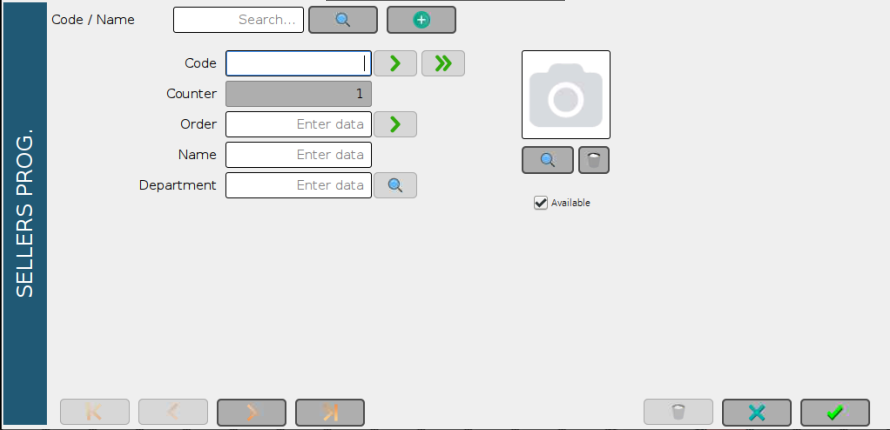 Code / Name Search...
Code
Counter 1
Order Enter data
Name Enter data
Department Enter data
Available
SELLERS PROG.